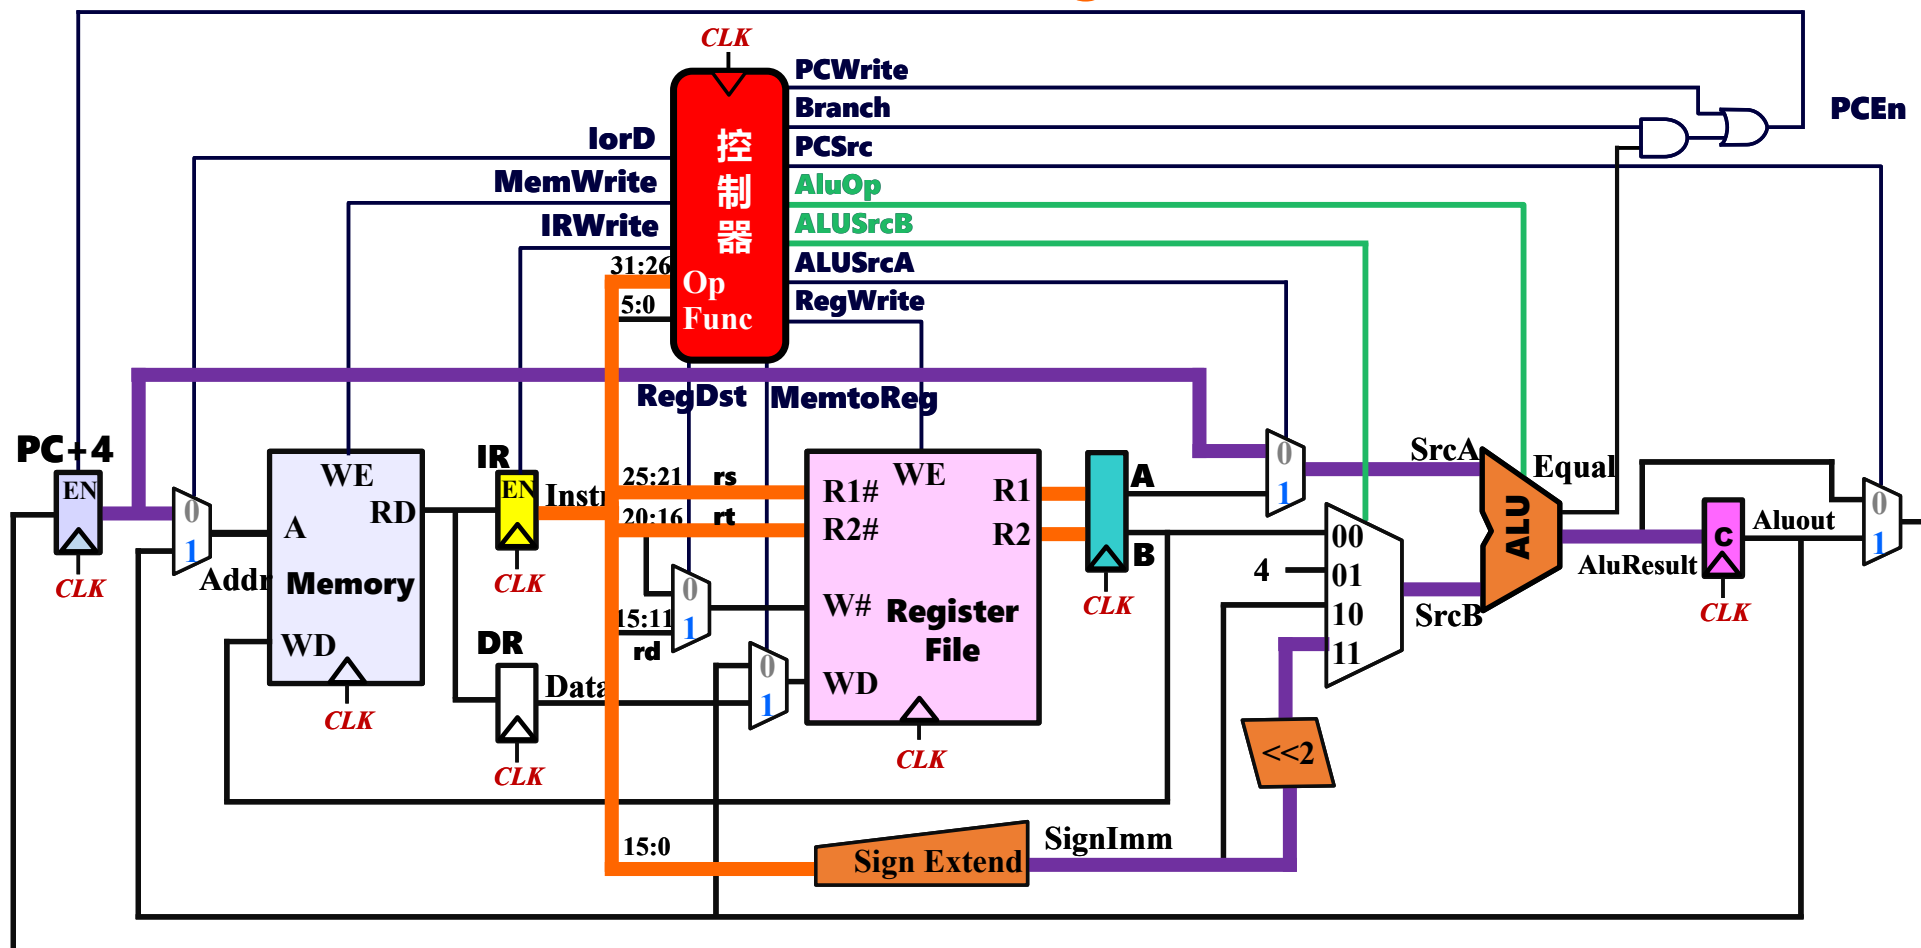 CLK
PCWrite
Branch
PCEn
IorD
控
制
器
PCSrc
MemWrite
AluOp
IRWrite
ALUSrcB
31:26
Op
ALUSrcA
5:0
Func
RegWrite
RegDst
MemtoReg
PC+4
EN
CLK
0
1
Addr
WE
RD
A
Memory
WD
CLK
IR
EN
Instr
CLK
DR
Data
CLK
25:21 rs
20:16 rt
15:11
rd
0
1
0
1
WE
R1#
R1
R2#
R2
W#
Register
File
WD
CLK
A
B
CLK
0
1
SrcA
00
4
01
10
11
SrcB
<<2
ALU
Equal
AluResult
C
CLK
Aluout
0
1
15:0
Sign Extend
SignImm